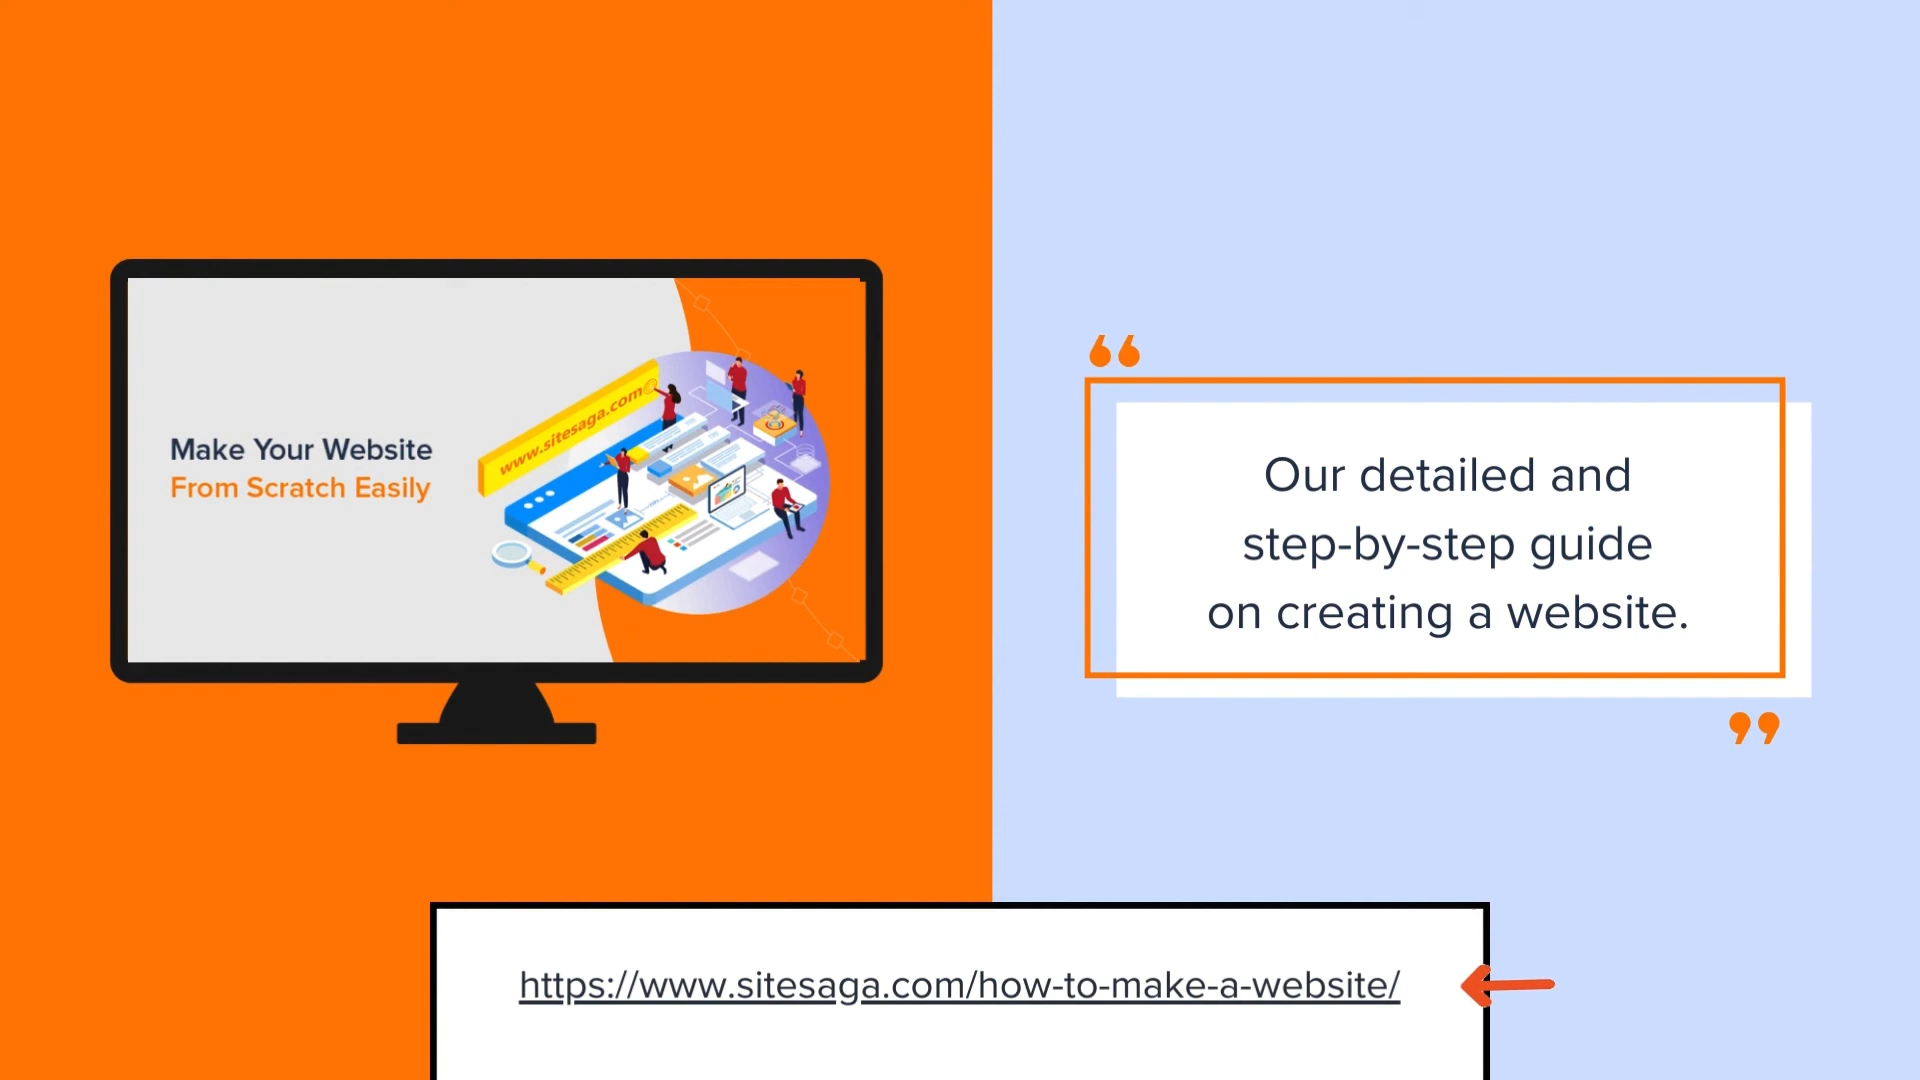 Make Your Website
From Scratch Easily
www.sitesaga.com
“
Our detailed and
step-by-step guide
on creating a website.
”
https://www.sitesaga.com/how-to-make-a-website/